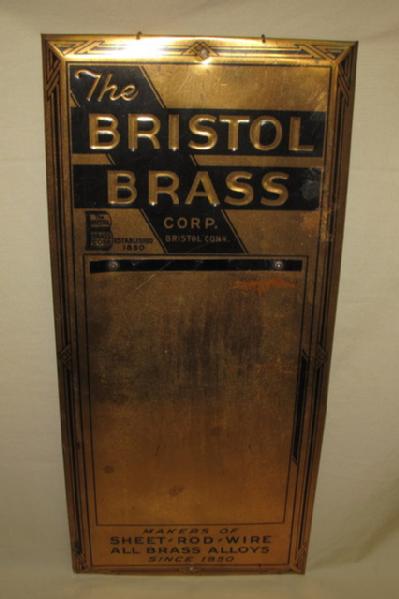 The
BRISTOL
BRASS
CORP.
BRISTOL CONN.
ESTABLISHED
1850
MAKERS OF
SHEET-ROD-WIRE
ALL BRASS ALLOYS
SINCE 1850